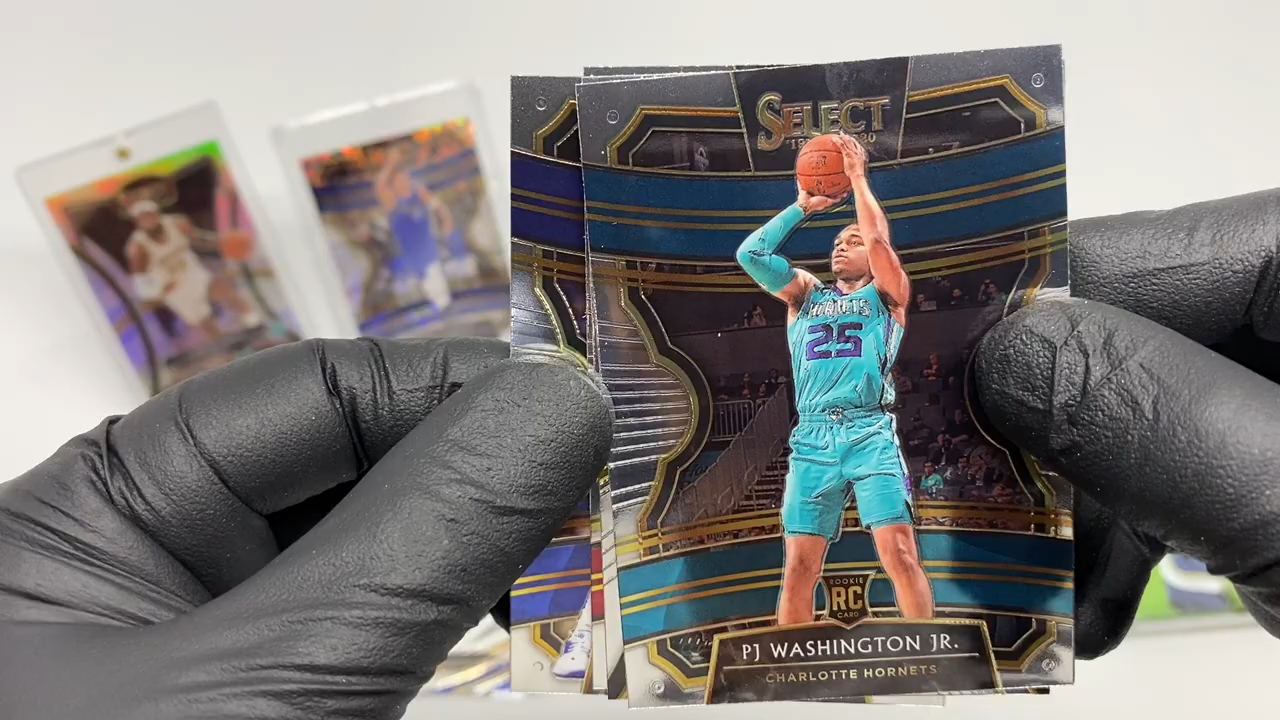 SELECT
HORNETS
25
ROOKIE
RC
CARD
PJ WASHINGTON JR.
CHARLOTTE HORNETS